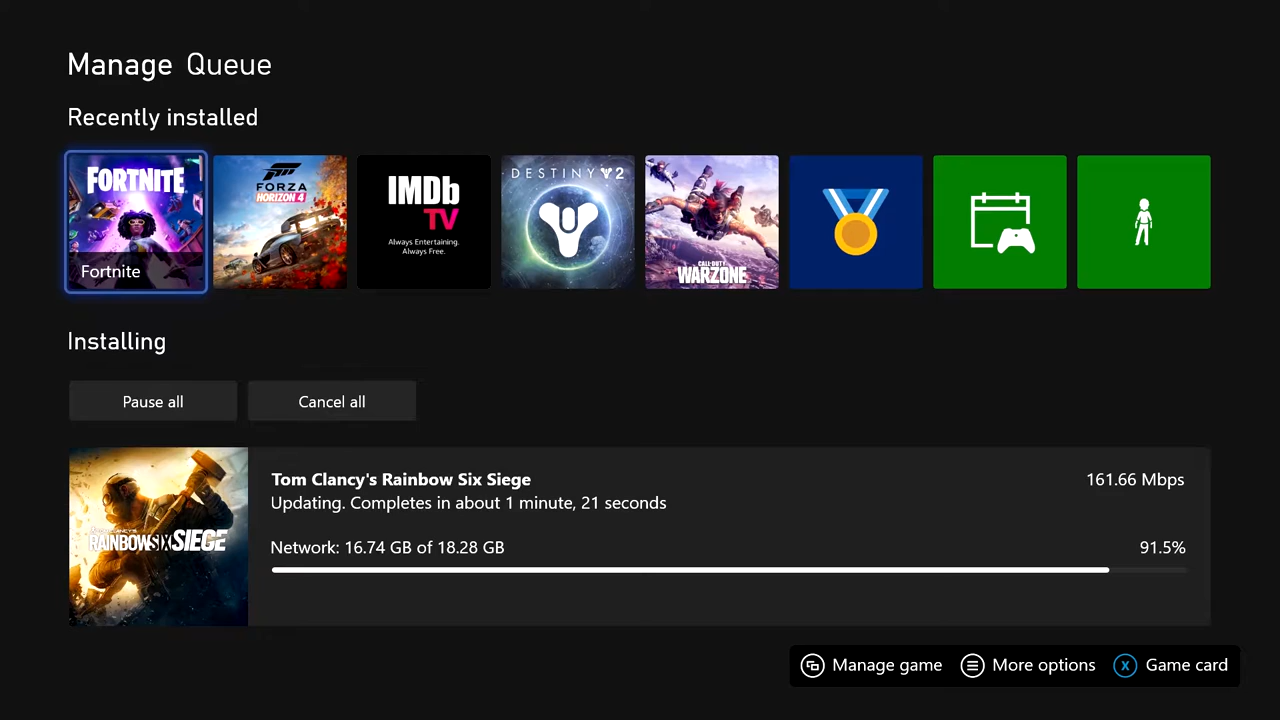 Manage Queue
Recently installed
FORTNITE
Fortnite
FORZA
HORIZON 4
IMDb
TV
Always Entertaining.
Always Free.
DESTINY 2
CALL OF DUTY
WARZONE
Installing
Pause all
Cancel all
TOM CLANCY'S
RAINBOWSIX SIEGE
Tom Clancy's Rainbow Six Siege
161.66 Mbps
Updating. Completes in about 1 minute, 21 seconds
Network: 16.74 GB of 18.28 GB
91.5%
Manage game
More options
X
Game card